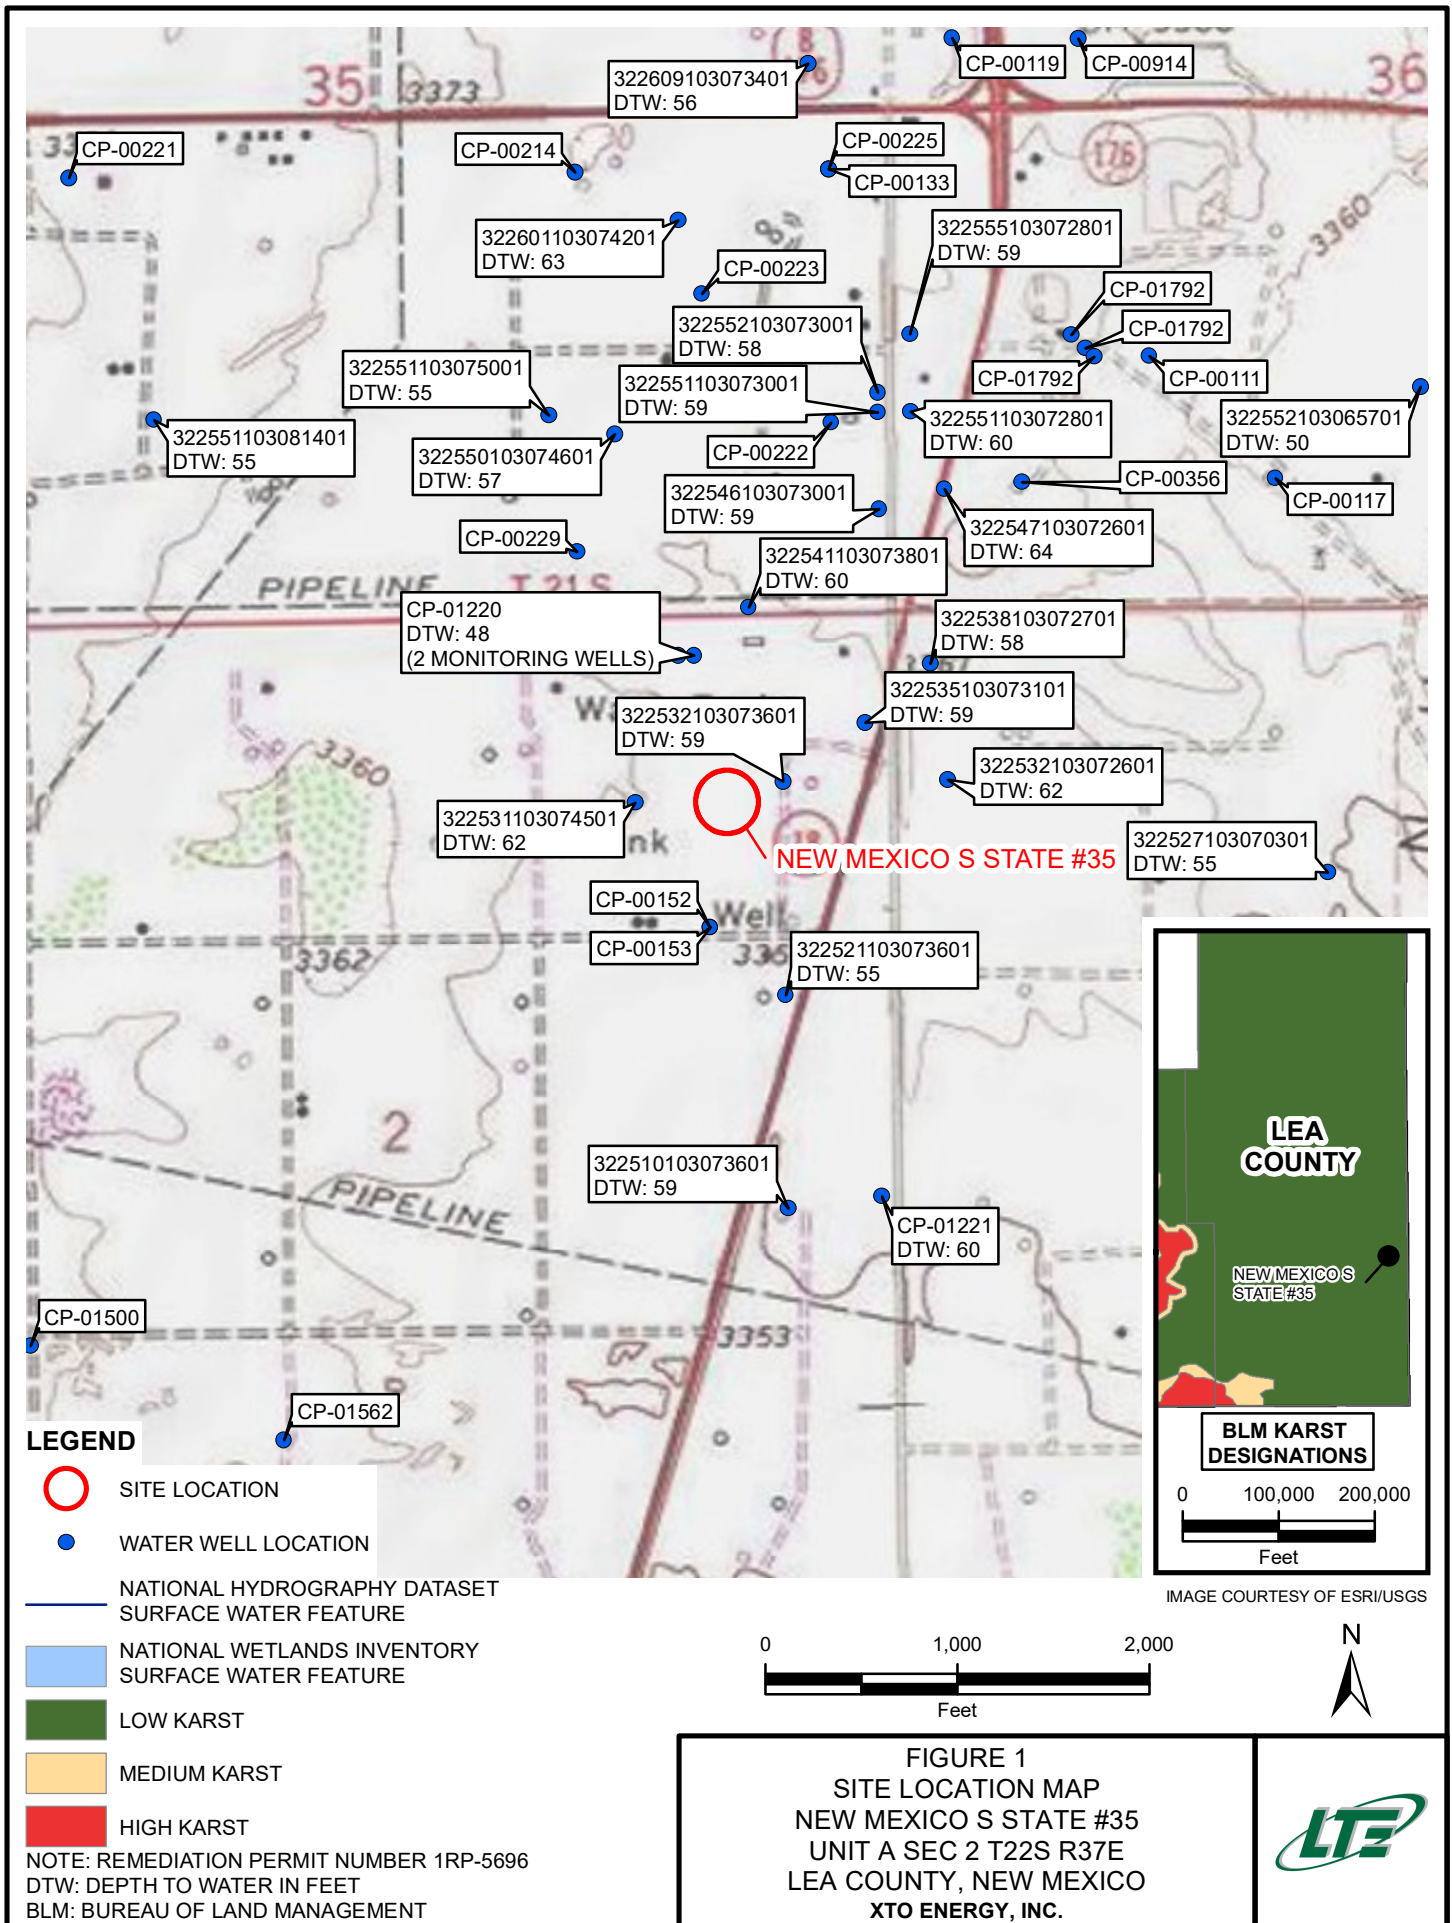 CP-00119
CP-00914
322609103073401
DTW: 56
35
3373
36
CP-00221
CP-00214
CP-00225
CP-00133
176
3360
322601103074201
DTW: 63
322555103072801
DTW: 59
CP-00223
CP-01792
CP-01792
CP-01792
CP-00111
322552103073001
DTW: 58
322551103075001
DTW: 55
322551103073001
DTW: 59
322551103072801
DTW: 60
322552103065701
DTW: 50
322551103081401
DTW: 55
322550103074601
DTW: 57
CP-00222
CP-00356
CP-00117
322546103073001
DTW: 59
322547103072601
DTW: 64
CP-00229
322541103073801
DTW: 60
PIPELINE
T 21 S
CP-01220
DTW: 48
(2 MONITORING WELLS)
322538103072701
DTW: 58
322535103073101
DTW: 59
322532103073601
DTW: 59
3360
322532103072601
DTW: 62
322531103074501
DTW: 62
18
NEW MEXICO S STATE #35
322527103070301
DTW: 55
CP-00152
Well
CP-00153
3362
322521103073601
DTW: 55
2
322510103073601
DTW: 59
PIPELINE
CP-01221
DTW: 60
CP-01500
3353
CP-01562
LEA
COUNTY
NEW MEXICO S
STATE #35
BLM KARST
DESIGNATIONS
0 100,000 200,000
Feet
IMAGE COURTESY OF ESRI/USGS
LEGEND
SITE LOCATION
WATER WELL LOCATION
NATIONAL HYDROGRAPHY DATASET
SURFACE WATER FEATURE
NATIONAL WETLANDS INVENTORY
SURFACE WATER FEATURE
LOW KARST
MEDIUM KARST
HIGH KARST
NOTE: REMEDIATION PERMIT NUMBER 1RP-5696
DTW: DEPTH TO WATER IN FEET
BLM: BUREAU OF LAND MANAGEMENT
0 1,000 2,000
Feet
N
FIGURE 1
SITE LOCATION MAP
NEW MEXICO S STATE #35
UNIT A SEC 2 T22S R37E
LEA COUNTY, NEW MEXICO
XTO ENERGY, INC.
LTE